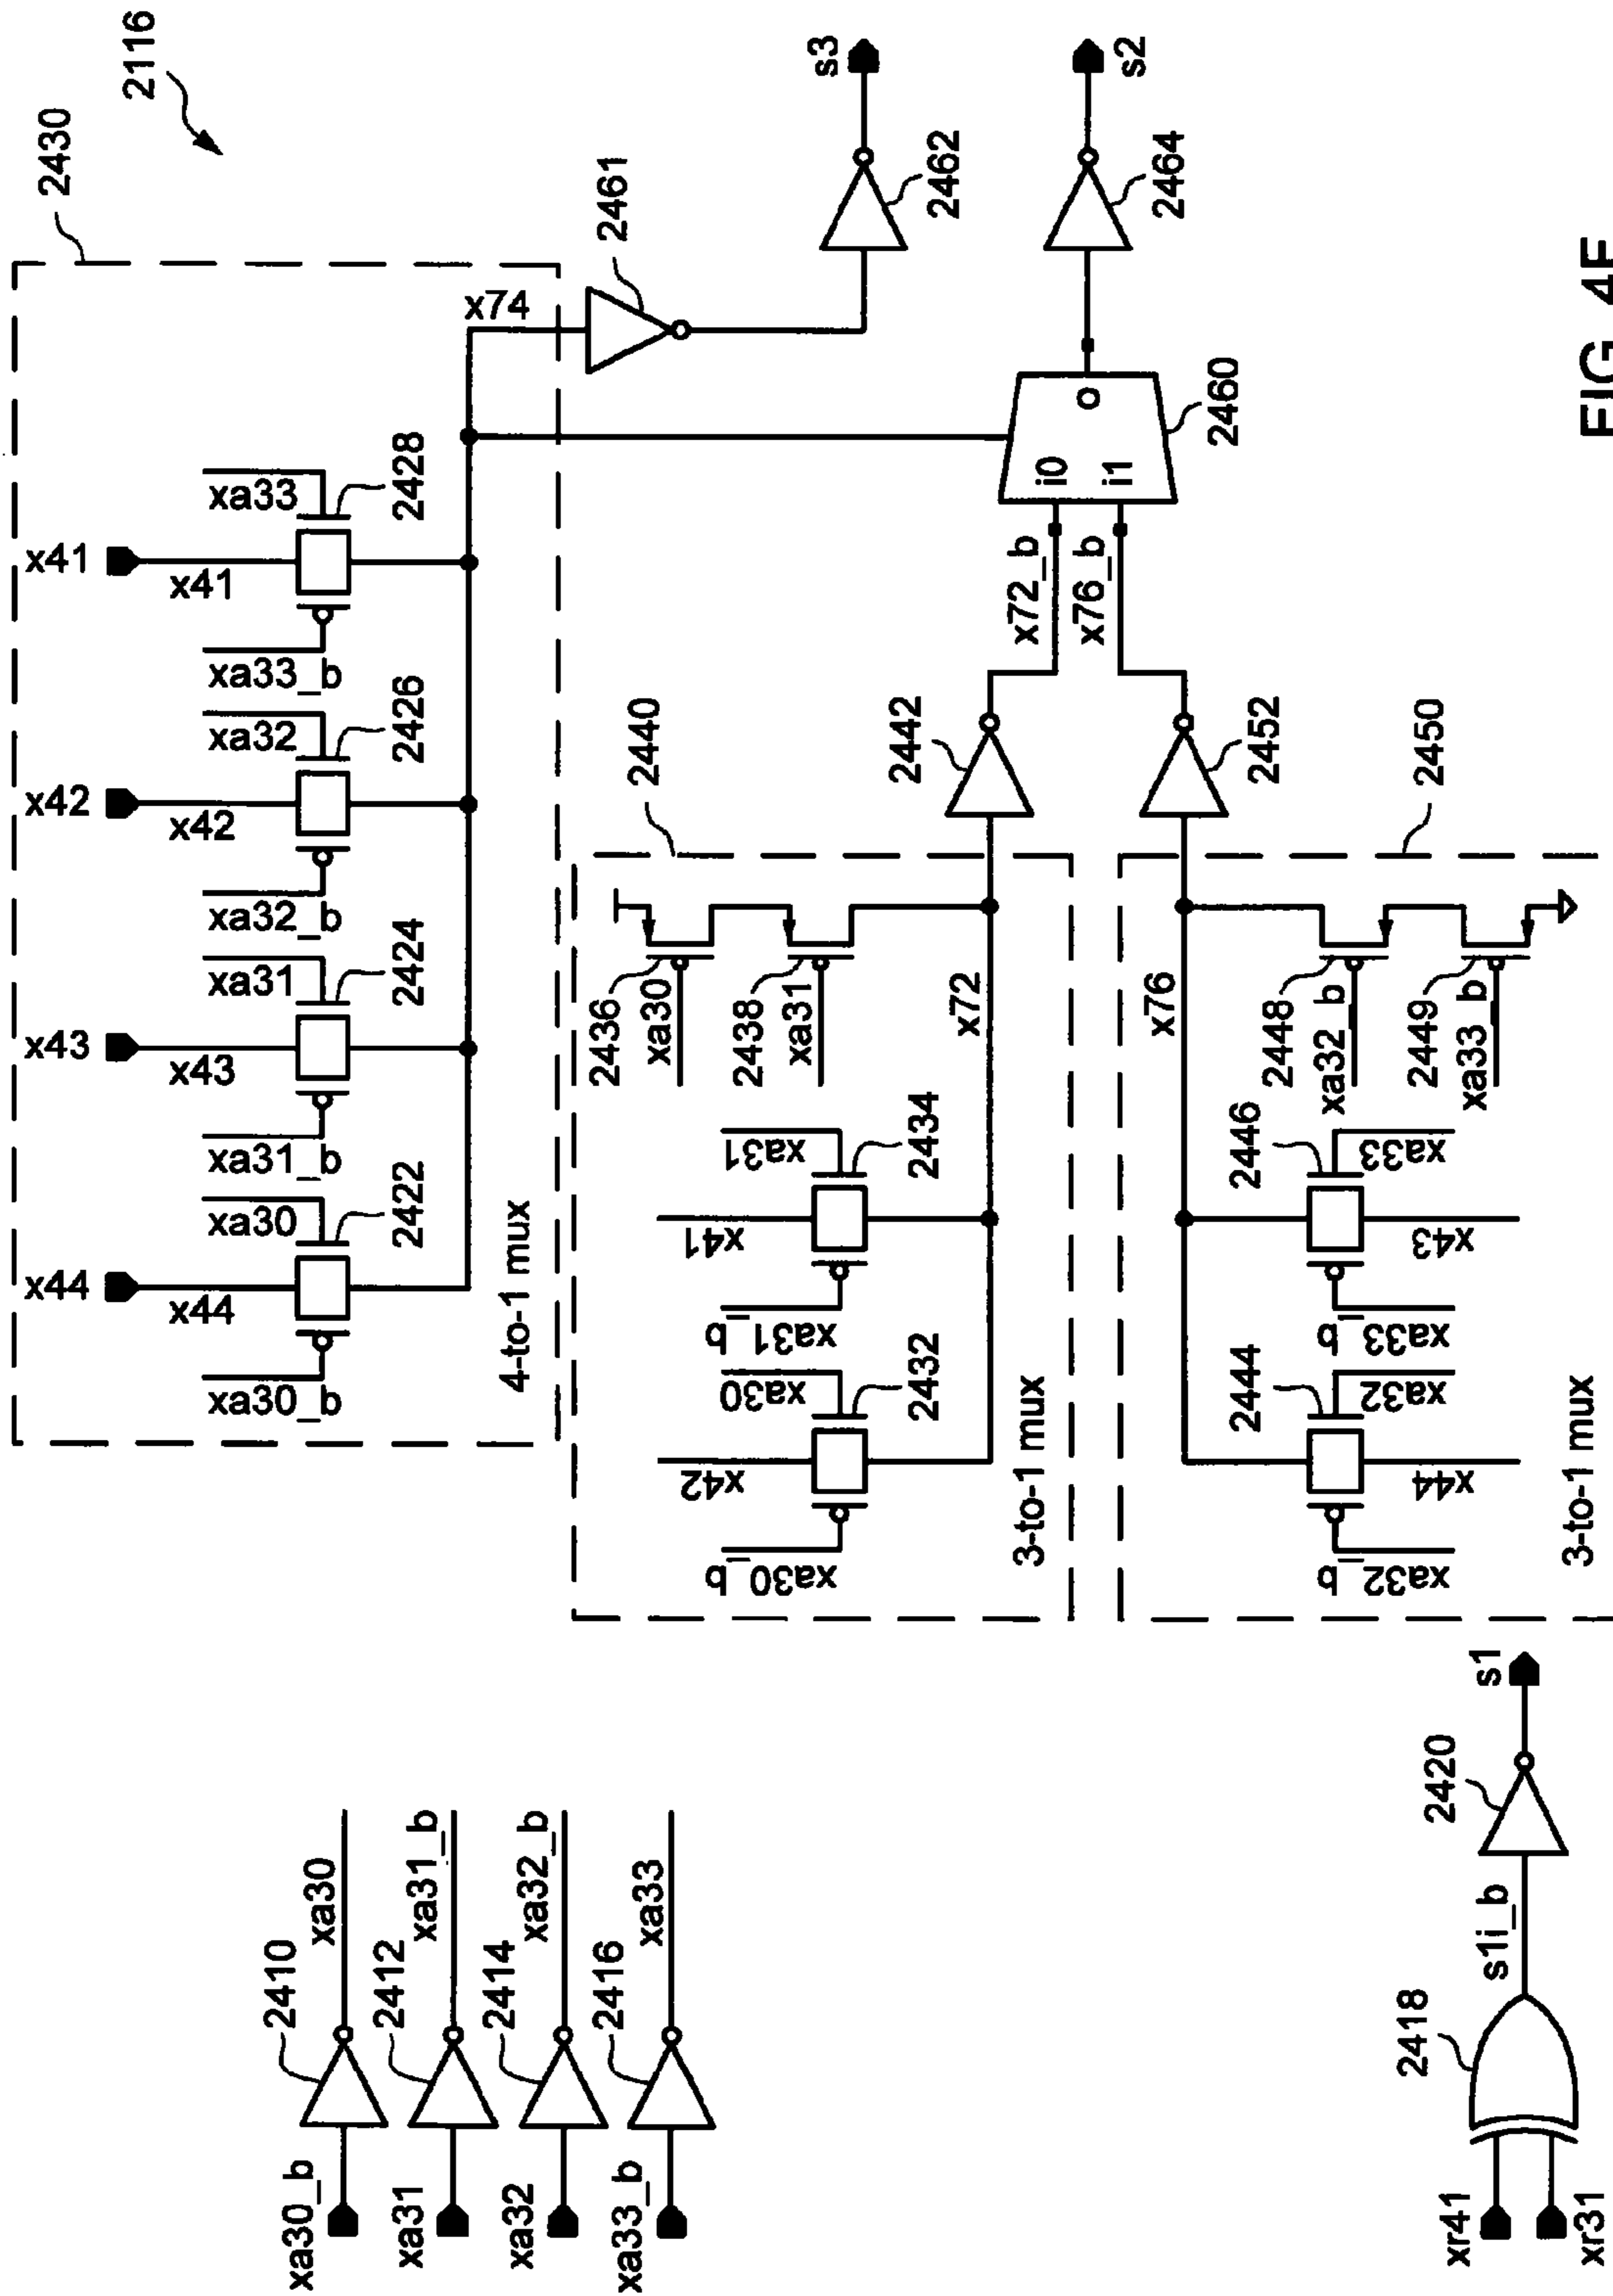 2116
2430
x44
x43
x42
x41
x44
x43
x42
x41
xa30_b
xa30
xa31_b
xa31
xa32_b
xa32
xa33_b
xa33
2422
2424
2426
2428
4-to-1 mux
x74
2461
s3
2462
s2
2464
2460
i0
i1
o
x72_b
x76_b
xa30_b
2410
xa30
xa31
2412
xa31_b
xa32
2414
xa32_b
xa33_b
2416
xa33
2440
x42
x41
xa30_b
xa30
2432
xa31_b
xa31
2434
2436
xa30
2438
xa31
x72
2442
3-to-1 mux
2450
x76
2452
2444
2446
xa32_b
xa32
x44
xa33_b
xa33
x43
2448
xa32_b
2449
xa33_b
3-to-1 mux
xr41
xr31
2418
s1i_b
2420
s1